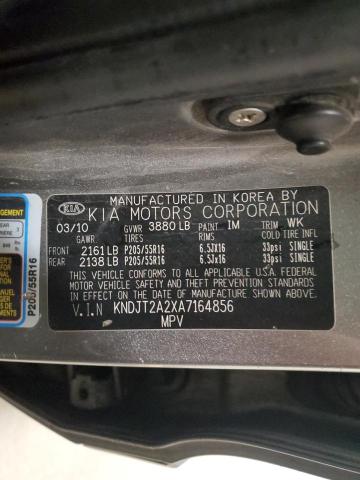 MANUFACTURED IN KOREA BY
KIA KIA MOTORS CORPORATION
03/10 GVWR 3880 LB PAINT IM TRIM WK
GAWR TIRES RIMS COLD TIRE INFL
FRONT 2161 LB P205/55R16 6.5JX16 33psi SINGLE
REAR 2138 LB P205/55R16 6.5JX16 33psi SINGLE
THIS VEHICLE CONFORMS TO ALL APPLICABLE U.S.A FEDERAL
MOTOR VEHICLE SAFETY AND THEFT PREVENTION STANDARDS
IN EFFECT ON THE DATE OF MANUFACTURE SHOWN ABOVE.
V.I.N KNDJT2A2XA7164856
MPV
P205/55R16